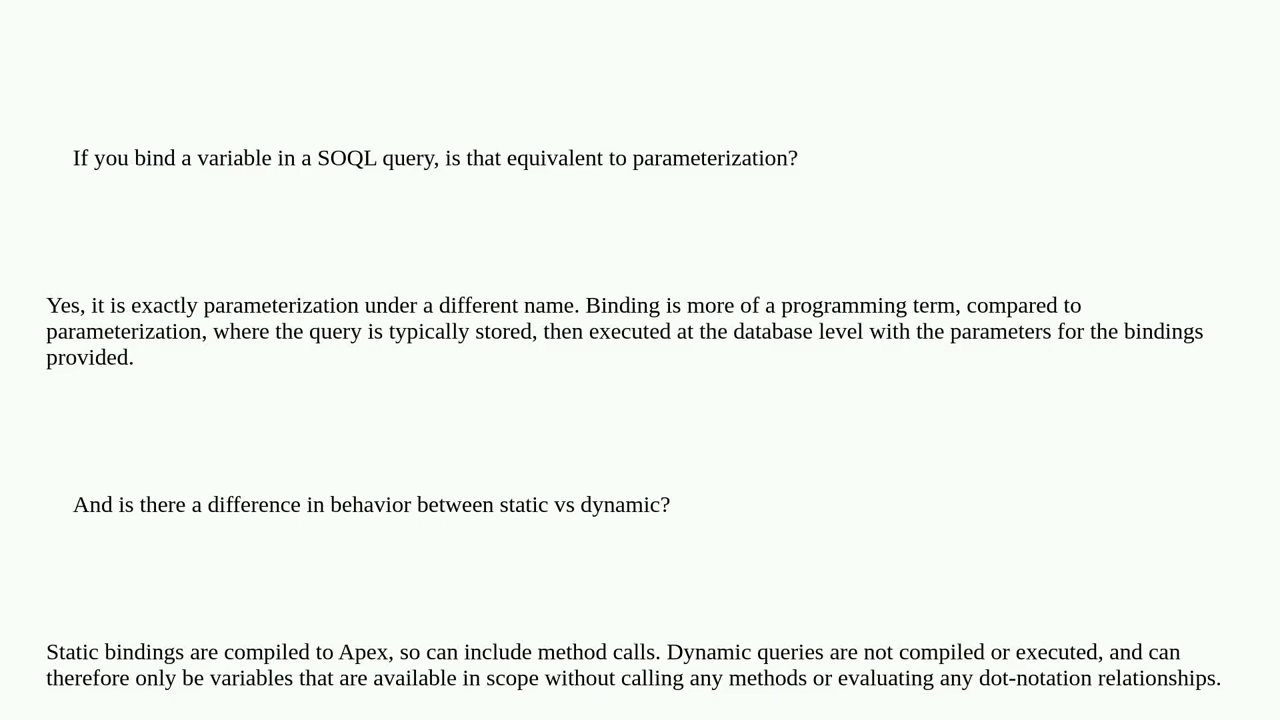 If you bind a variable in a SOQL query, is that equivalent to parameterization?
Yes, it is exactly parameterization under a different name. Binding is more of a programming term, compared to
parameterization, where the query is typically stored, then executed at the database level with the parameters for the bindings
provided.
And is there a difference in behavior between static vs dynamic?
Static bindings are compiled to Apex, so can include method calls. Dynamic queries are not compiled or executed, and can
therefore only be variables that are available in scope without calling any methods or evaluating any dot-notation relationships.